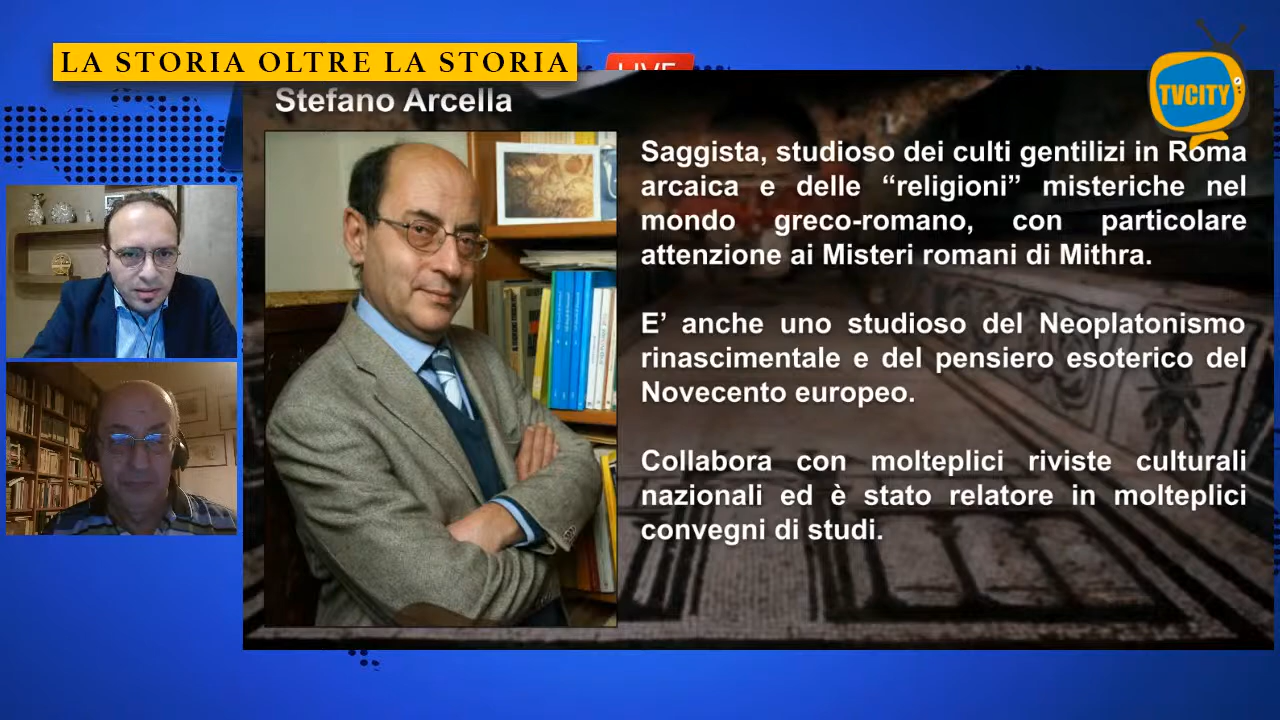 LA STORIA OLTRE LA STORIA
LIVE
TVCITY
Stefano Arcella
Saggista, studioso dei culti gentilizi in Roma
arcaica e delle “religioni” misteriche nel
mondo greco-romano, con particolare
attenzione ai Misteri romani di Mithra.
E’ anche uno studioso del Neoplatonismo
rinascimentale e del pensiero esoterico del
Novecento europeo.
Collabora con molteplici riviste culturali
nazionali ed è stato relatore in molteplici
convegni di studi.